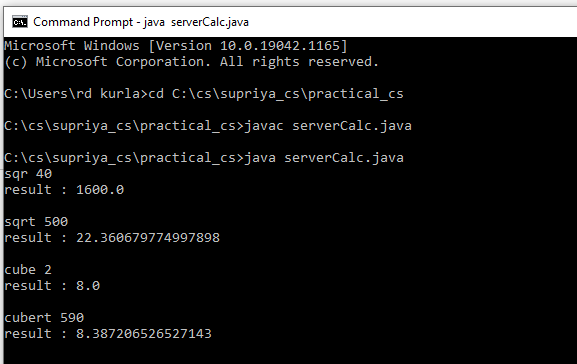 Command Prompt - java  serverCalc.java
Microsoft Windows [Version 10.0.19042.1165]
(c) Microsoft Corporation. All rights reserved.
C:\Users\rd kurla>cd C:\cs\supriya_cs\practical_cs
C:\cs\supriya_cs\practical_cs>javac serverCalc.java
C:\cs\supriya_cs\practical_cs>java serverCalc.java
sqr 40
result : 1600.0
sqrt 500
result : 22.360679774997898
cube 2
result : 8.0
cubert 590
result : 8.387206526527143